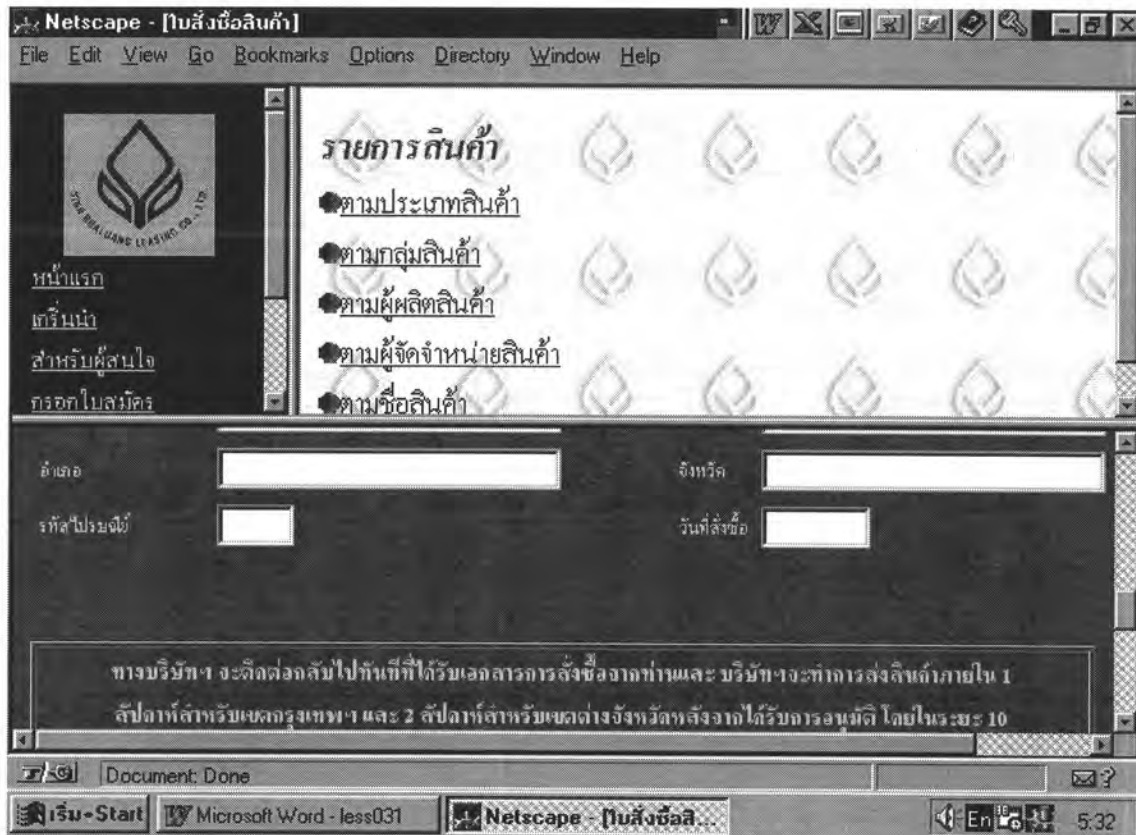 Netscape - [ใบสั่งซื้อสินค้า]
File Edit View Go Bookmarks Options Directory Window Help
รายการสินค้า
ตามประเภทสินค้า
ตามกลุ่มสินค้า
ตามผู้ผลิตสินค้า
ตามผู้จัดจำหน่ายสินค้า
ตามชื่อสินค้า
BUALUANG LEASING CO., LTD.
หน้าแรก
เกริ่นนำ
สำหรับผู้สนใจ
กรอกใบสมัคร
อำเภอ จังหวัด
รหัสไปรษณีย์ วันที่สั่งซื้อ
ทางบริษัทฯ จะติดต่อกลับไปทันทีที่ได้รับเอกสารการสั่งซื้อจากท่านและ บริษัทฯจะทำการส่งสินค้าภายใน 1
สัปดาห์สำหรับเขตกรุงเทพฯ และ 2 สัปดาห์สำหรับเขตต่างจังหวัดหลังจากได้รับการอนุมัติ โดยในระยะ 10
Document: Done
เริ่ม-Start Microsoft Word - less031 Netscape - [ใบสั่งซื้อสิ... En 5:32